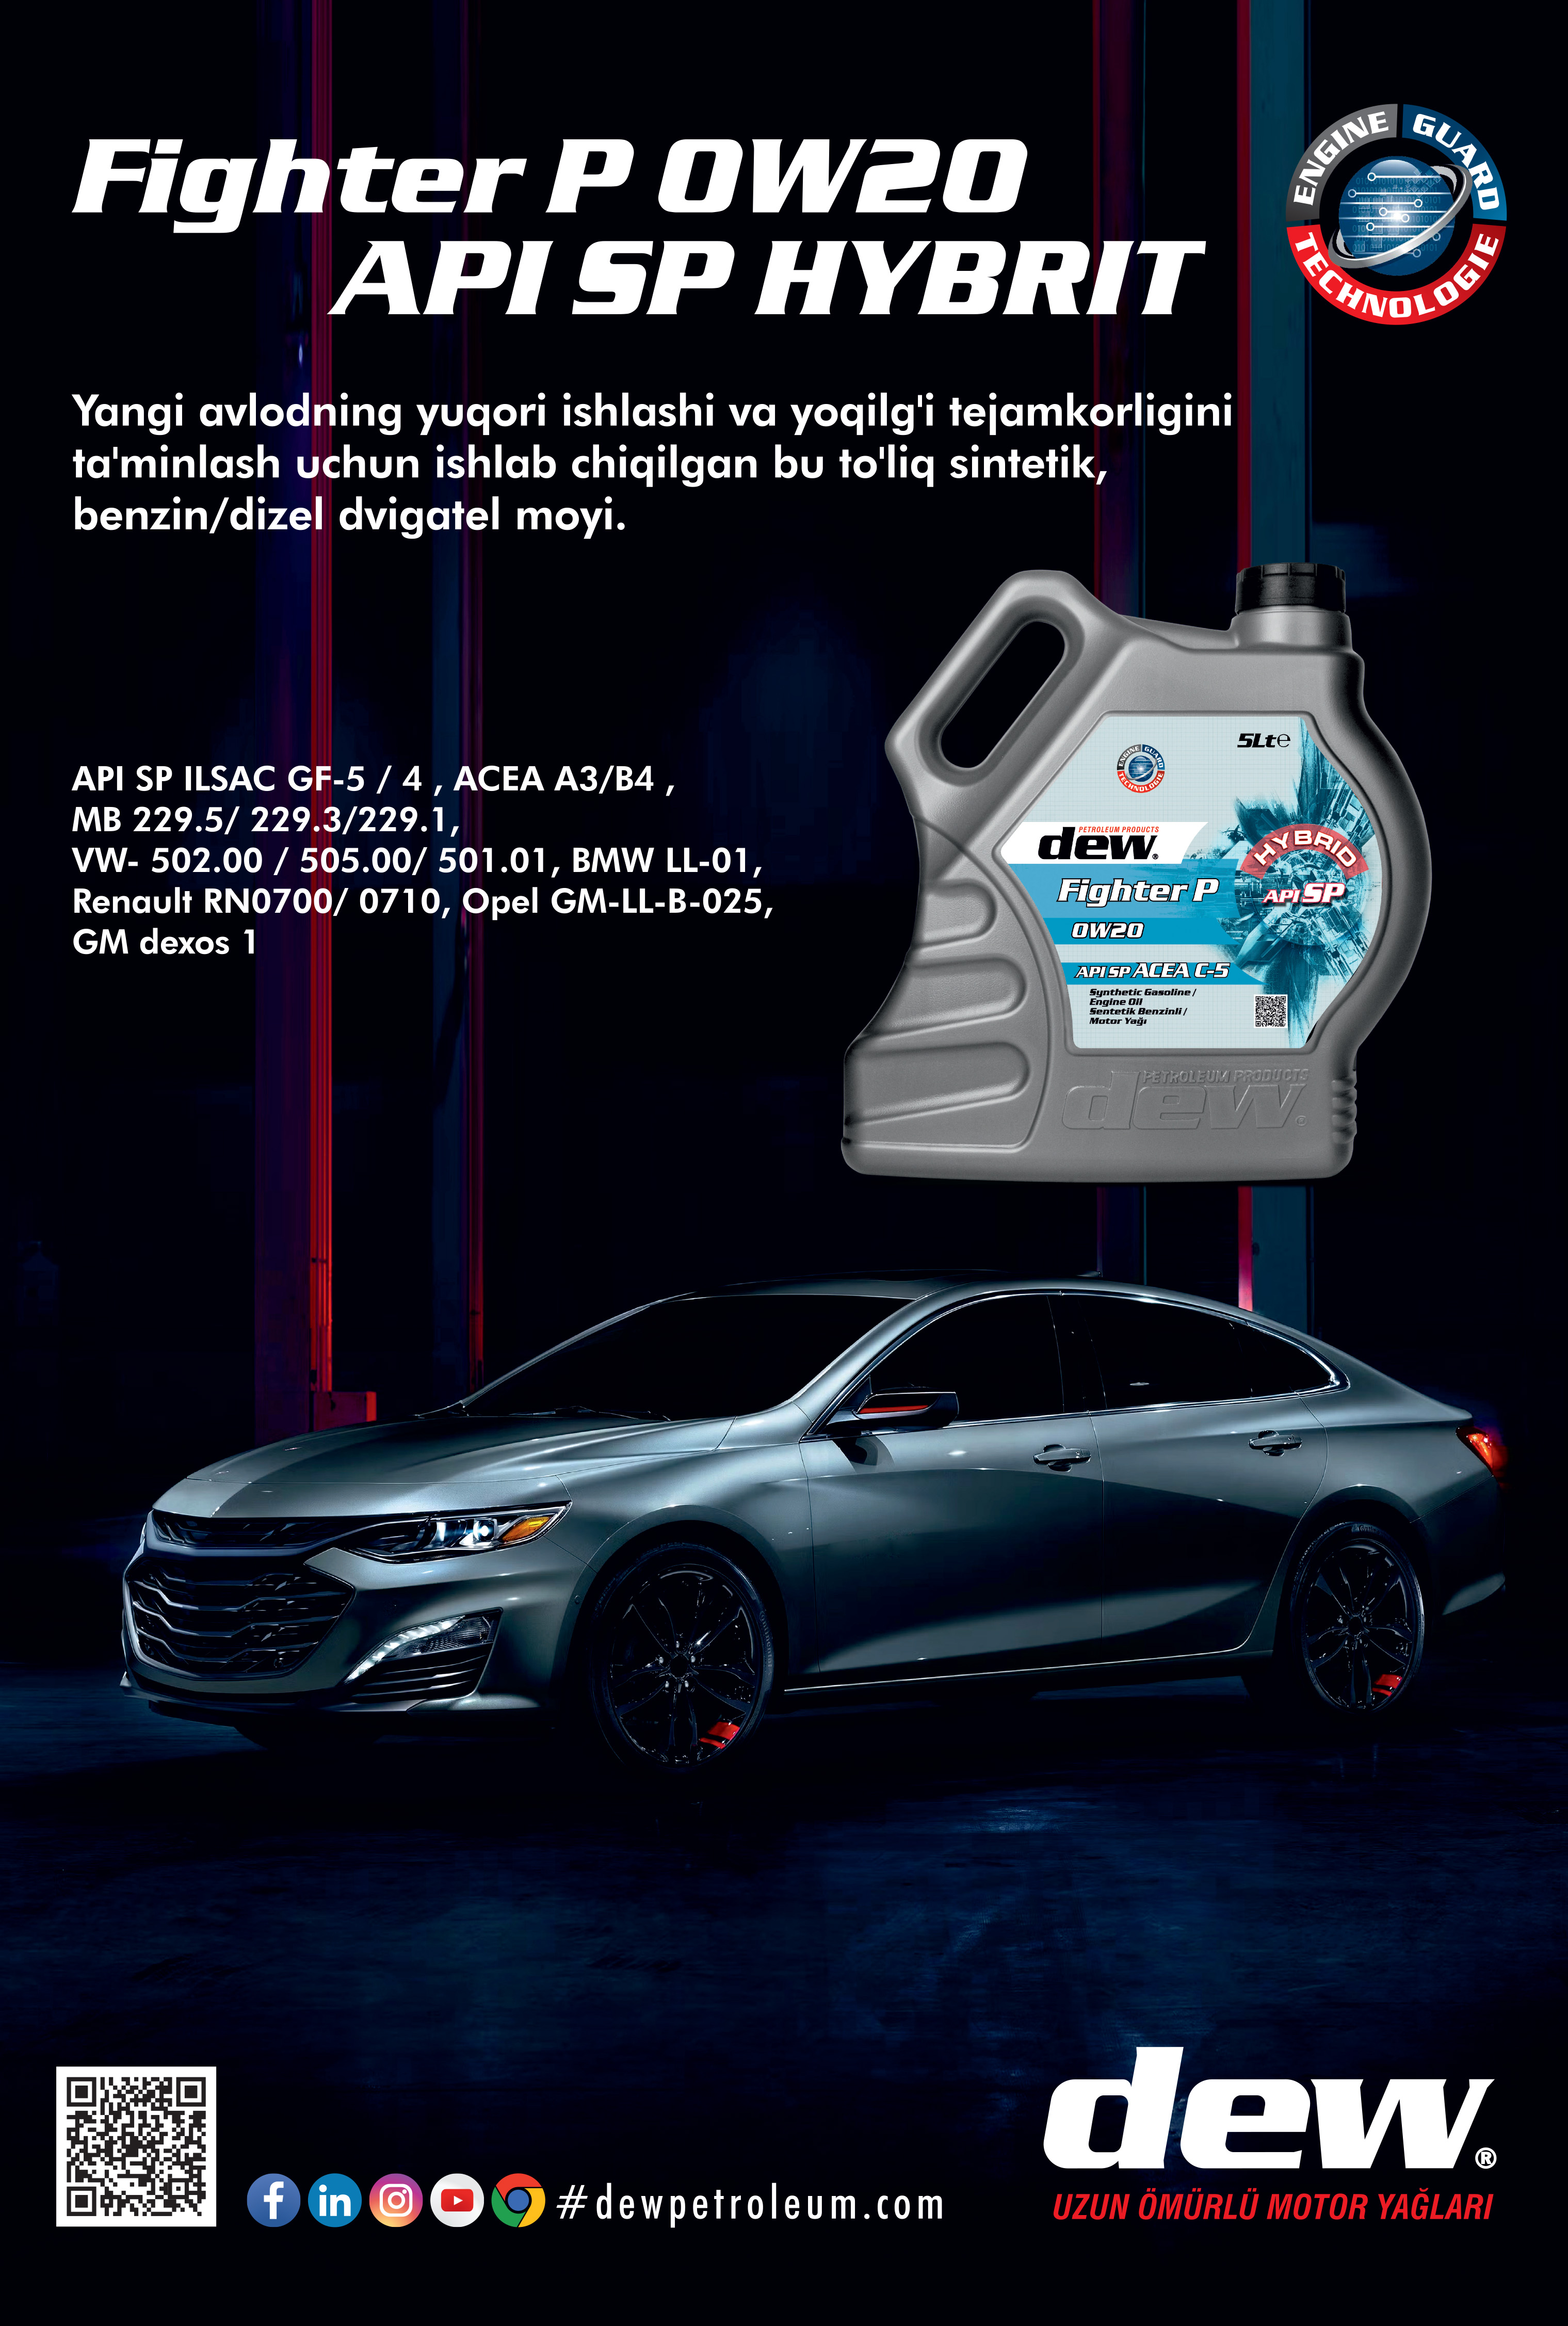 Fighter P 0W20
API SP HYBRIT
ENGINE GUARD TECHNOLOGIE
Yangi avlodning yuqori ishlashi va yoqilg'i tejamkorligini
ta'minlash uchun ishlab chiqilgan bu to'liq sintetik,
benzin/dizel dvigatel moyi.
API SP ILSAC GF-5 / 4 , ACEA A3/B4 ,
MB 229.5/ 229.3/229.1,
VW- 502.00 / 505.00/ 501.01, BMW LL-01,
Renault RN0700/ 0710, Opel GM-LL-B-025,
GM dexos 1
5Lt℮
ENGINE GUARD TECHNOLOGIE
PETROLEUM PRODUCTS
dew®
HYBRID
API SP
Fighter P
0W20
API SP ACEA C-5
Synthetic Gasoline /
Engine Oil
Sentetik Benzinli /
Motor Yağı
PETROLEUM PRODUCTS
dew®
#dewpetroleum.com
dew®
UZUN ÖMÜRLÜ MOTOR YAĞLARI